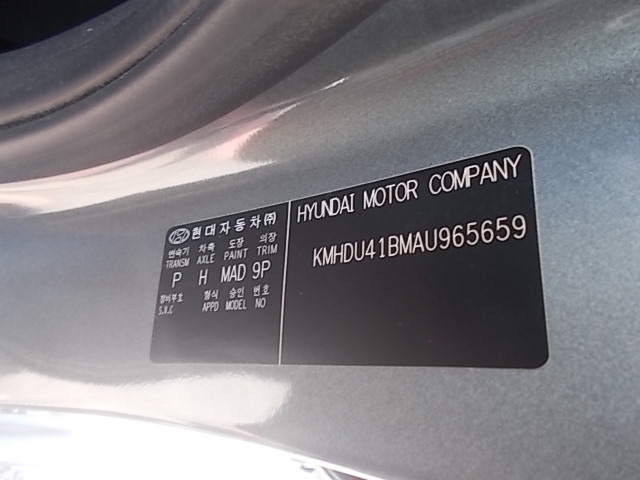 현대자동차㈜
변속기 차축 도장 의장
TRANSM AXLE PAINT TRIM
P H MAD 9P
정비부호 형식 승인 번호
S.V.C APPD MODEL NO
HYUNDAI MOTOR COMPANY
KMHDU41BMAU965659